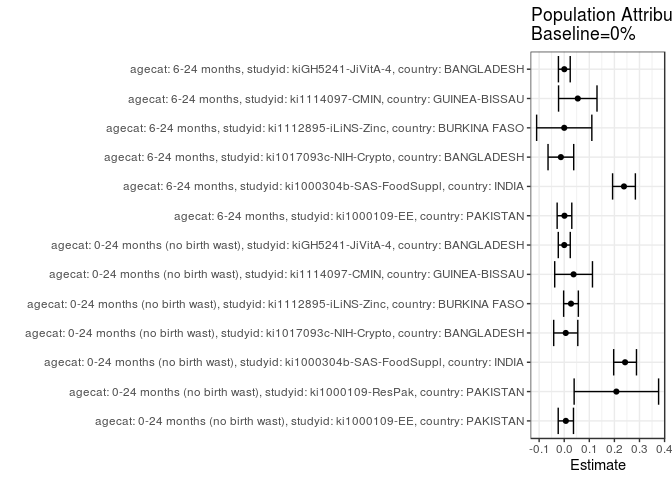 Population Attribu
Baseline=0%
agecat: 6-24 months, studyid: kiGH5241-JiVitA-4, country: BANGLADESH
agecat: 6-24 months, studyid: ki1114097-CMIN, country: GUINEA-BISSAU
agecat: 6-24 months, studyid: ki1112895-iLiNS-Zinc, country: BURKINA FASO
agecat: 6-24 months, studyid: ki1017093c-NIH-Crypto, country: BANGLADESH
agecat: 6-24 months, studyid: ki1000304b-SAS-FoodSuppl, country: INDIA
agecat: 6-24 months, studyid: ki1000109-EE, country: PAKISTAN
agecat: 0-24 months (no birth wast), studyid: kiGH5241-JiVitA-4, country: BANGLADESH
agecat: 0-24 months (no birth wast), studyid: ki1114097-CMIN, country: GUINEA-BISSAU
agecat: 0-24 months (no birth wast), studyid: ki1112895-iLiNS-Zinc, country: BURKINA FASO
agecat: 0-24 months (no birth wast), studyid: ki1017093c-NIH-Crypto, country: BANGLADESH
agecat: 0-24 months (no birth wast), studyid: ki1000304b-SAS-FoodSuppl, country: INDIA
agecat: 0-24 months (no birth wast), studyid: ki1000109-ResPak, country: PAKISTAN
agecat: 0-24 months (no birth wast), studyid: ki1000109-EE, country: PAKISTAN
-0.1 0.0 0.1 0.2 0.3 0.4
Estimate